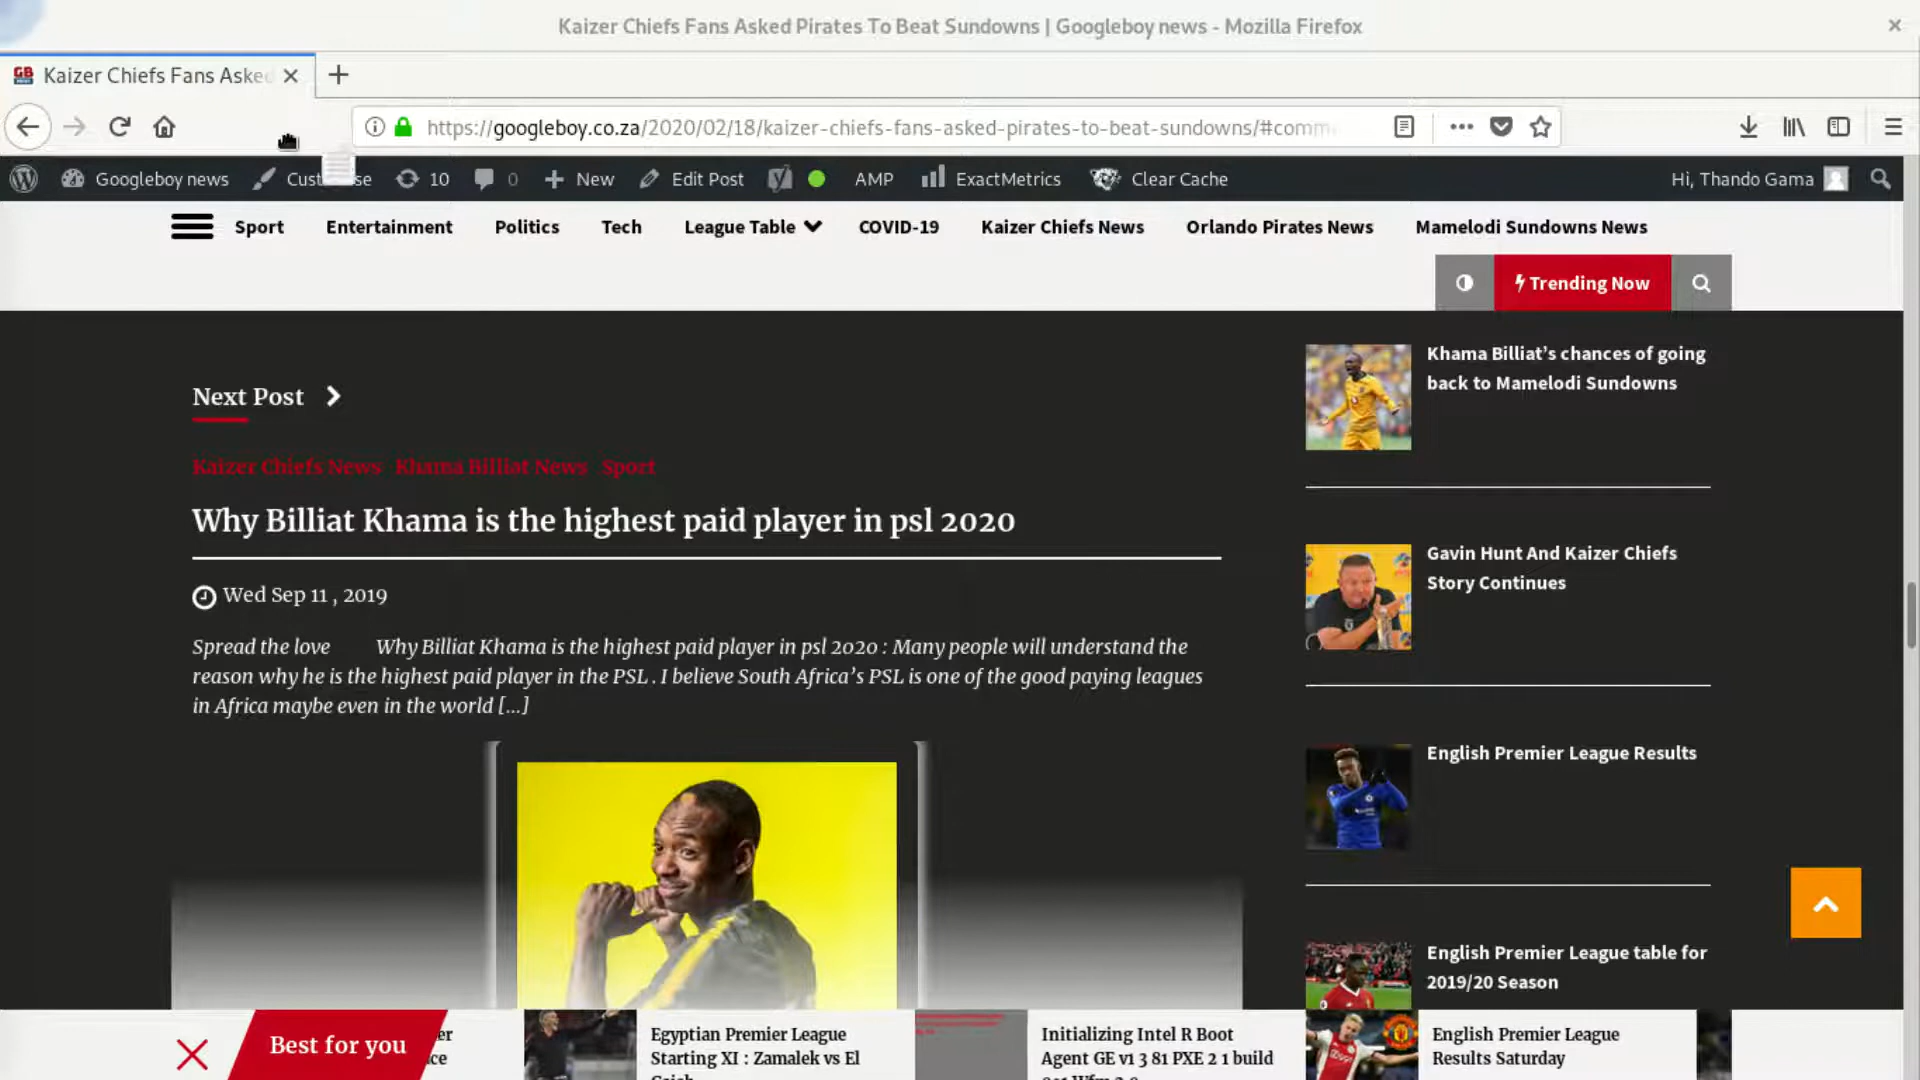 Kaizer Chiefs Fans Asked Pirates To Beat Sundowns | Googleboy news - Mozilla Firefox
GB Kaizer Chiefs Fans Asked
https://googleboy.co.za/2020/02/18/kaizer-chiefs-fans-asked-pirates-to-beat-sundowns/#comm
Googleboy news Customise 10 0 New Edit Post AMP ExactMetrics Clear Cache Hi, Thando Gama
Sport Entertainment Politics Tech League Table COVID-19 Kaizer Chiefs News Orlando Pirates News Mamelodi Sundowns News
Trending Now
Next Post
Kaizer Chiefs News Khama Billiat News Sport
Why Billiat Khama is the highest paid player in psl 2020
Wed Sep 11 , 2019
Spread the love Why Billiat Khama is the highest paid player in psl 2020 : Many people will understand the
reason why he is the highest paid player in the PSL . I believe South Africa's PSL is one of the good paying leagues
in Africa maybe even in the world [...]
Khama Billiat's chances of going
back to Mamelodi Sundowns
Gavin Hunt And Kaizer Chiefs
Story Continues
English Premier League Results
English Premier League table for
2019/20 Season
Best for you
er
ce
Egyptian Premier League
Starting XI : Zamalek vs El
Initializing Intel R Boot
Agent GE v1 3 81 PXE 2 1 build
English Premier League
Results Saturday